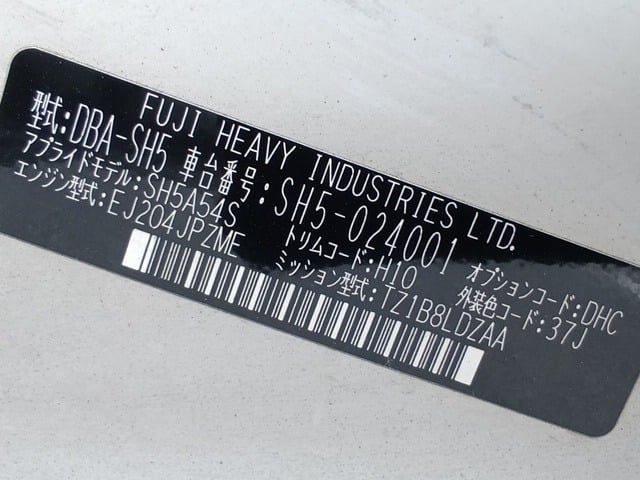 FUJI HEAVY INDUSTRIES LTD.
型式:DBA-SH5 車台番号:SH5-024001
アプライドモデル:SH5A54S トリムコード:H10 オプションコード:DHC
エンジン型式:EJ204JPZME ミッション型式:TZ1B8LDZAA 外装色コード:37J